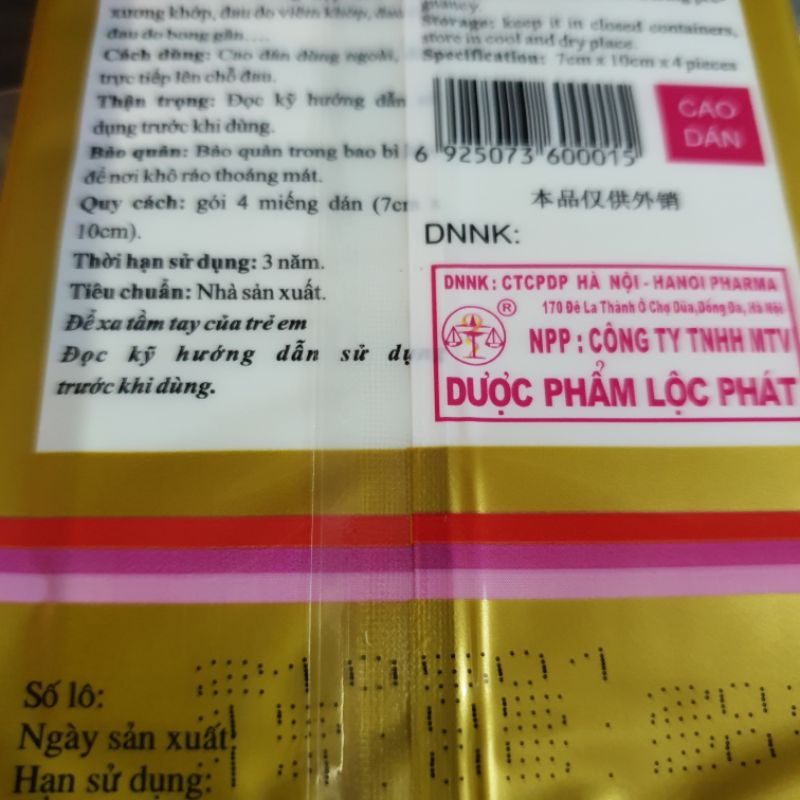 xương khớp, đau do viêm khớp, đau
đau do bong gân....
Cách dùng: Cao dán dùng ngoài,
trực tiếp lên chỗ đau.
Thận trọng: Đọc kỹ hướng dẫn
dụng trước khi dùng.
Bảo quản: Bảo quản trong bao bì
để nơi khô ráo thoáng mát.
Quy cách: gói 4 miếng dán (7cm x
10cm).
Thời hạn sử dụng: 3 năm.
Tiêu chuẩn: Nhà sản xuất.
Để xa tầm tay của trẻ em
Đọc kỹ hướng dẫn sử dụng
trước khi dùng.
gnancy.
Storage: keep it in closed containers,
store in cool and dry place.
Specification: 7cm x 10cm x 4 pieces
6 925073 600015
CAO
DÁN
本品仅供外销
DNNK:
DNNK: CTCPDP HÀ NỘI - HANOI PHARMA
170 Đê La Thành Ô Chợ Dừa, Đống Đa, Hà Nội
®
NPP : CÔNG TY TNHH MTV
DƯỢC PHẨM LỘC PHÁT
Số lô:
Ngày sản xuất:
Hạn sử dụng: